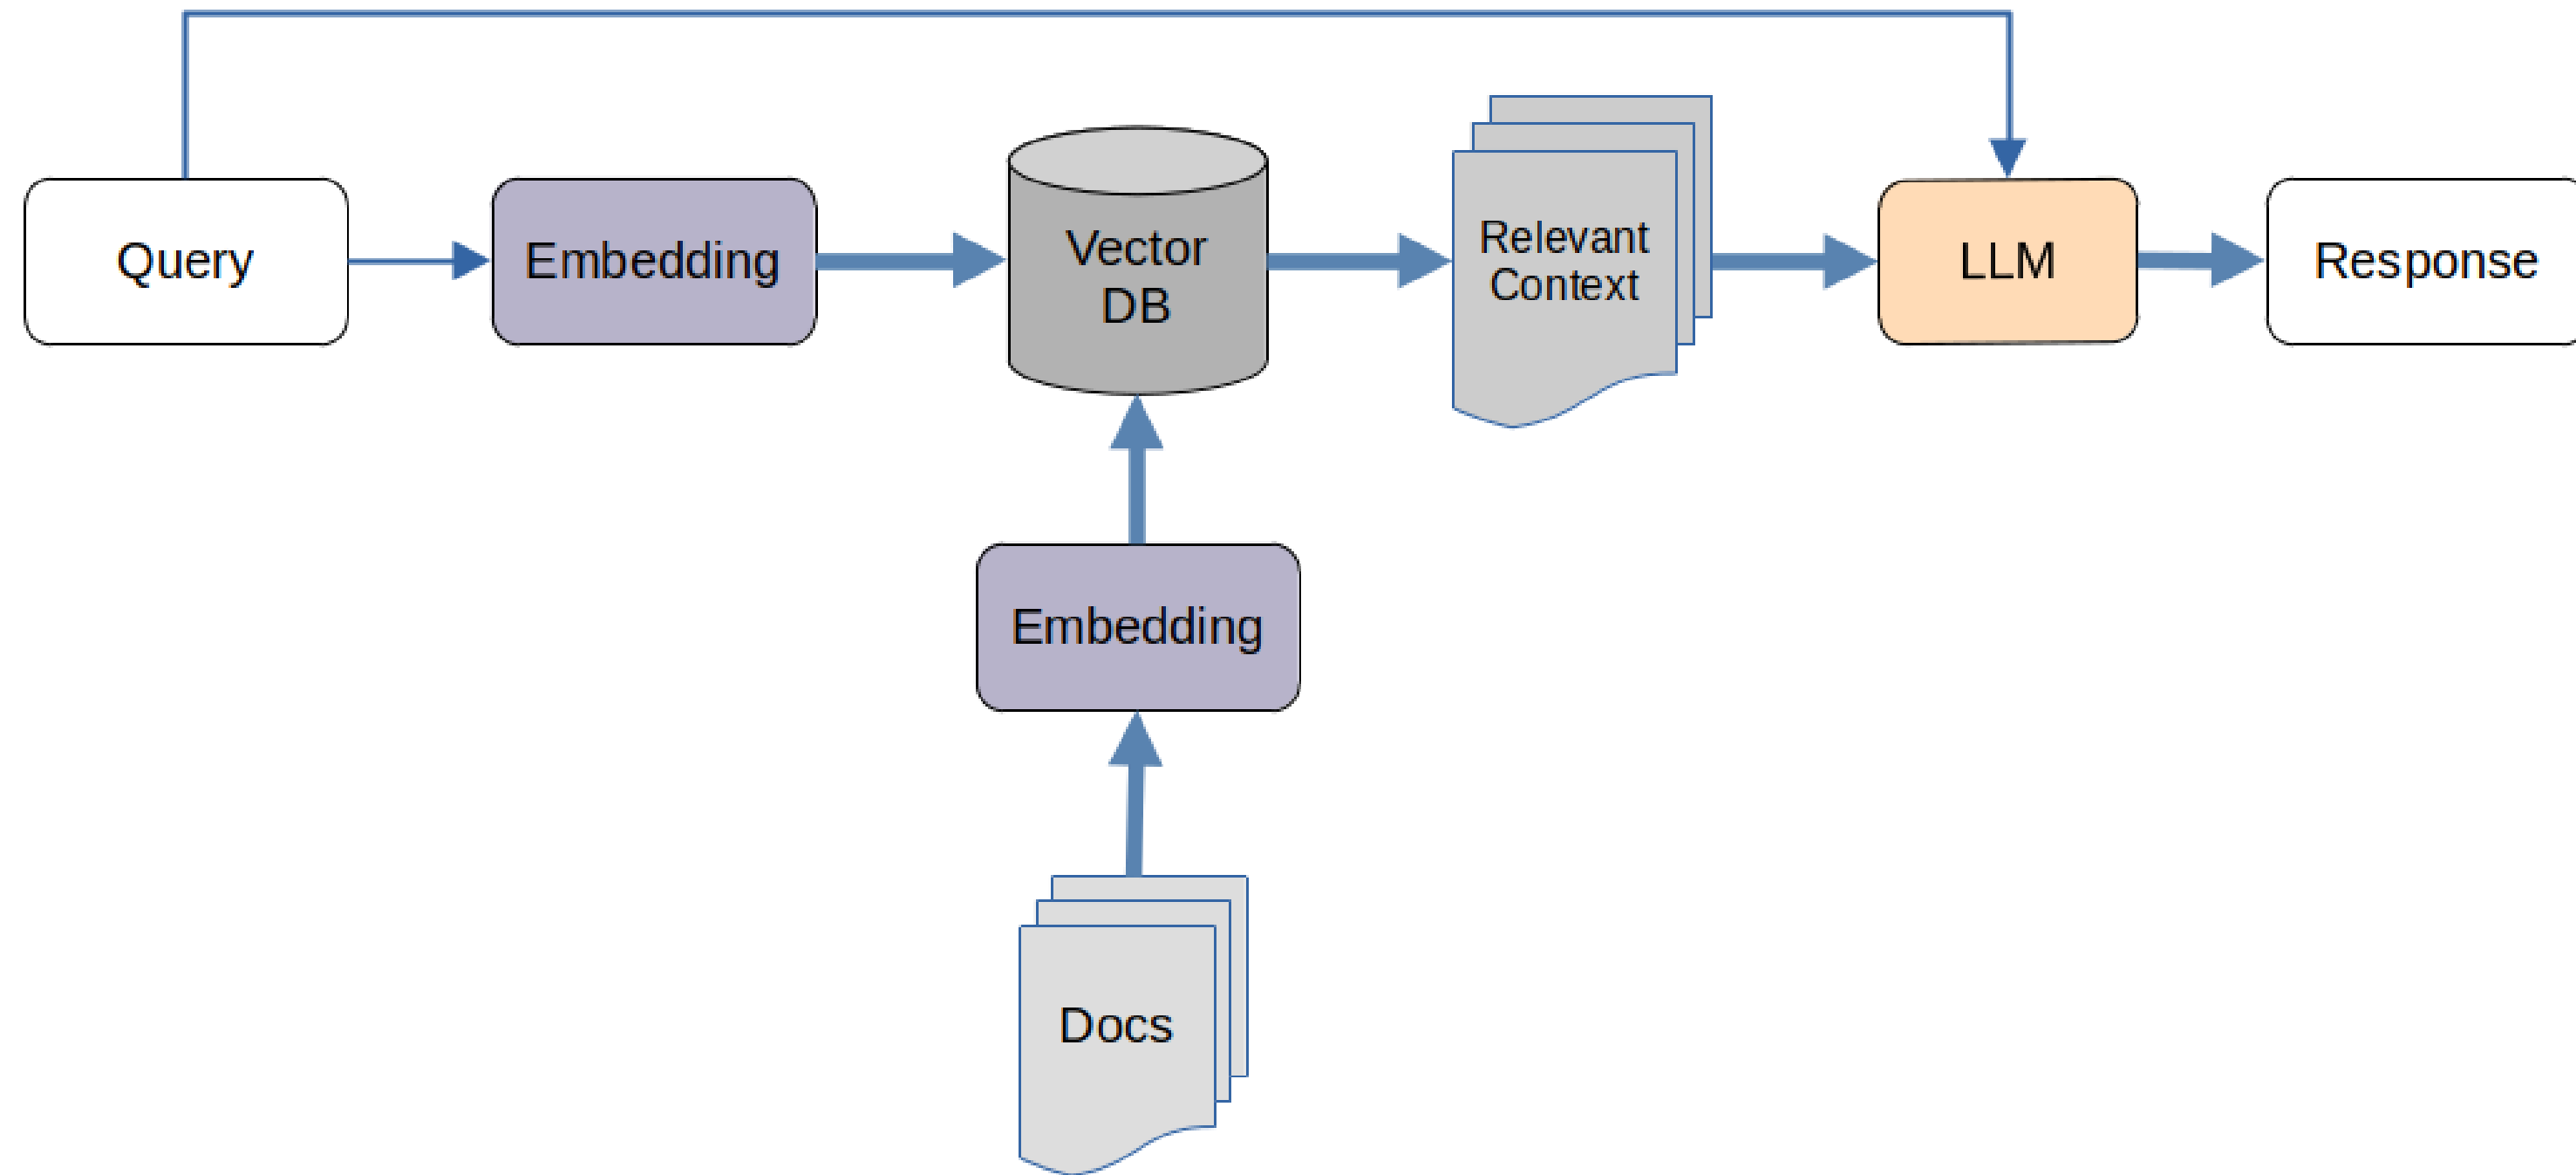 Query
Embedding
Vector
DB
Relevant
Context
LLM
Response
Embedding
Docs